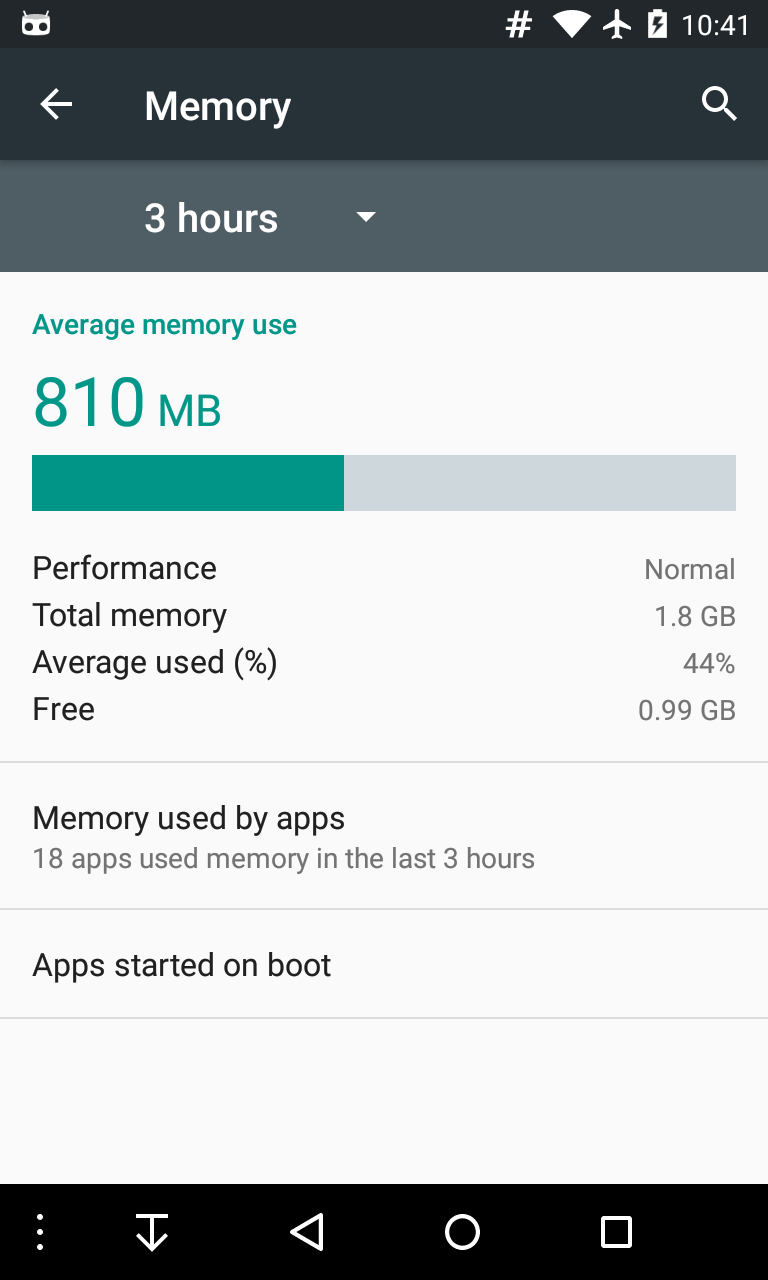 # 10:41
Memory
3 hours
Average memory use
810 MB
Performance Normal
Total memory 1.8 GB
Average used (%) 44%
Free 0.99 GB
Memory used by apps
18 apps used memory in the last 3 hours
Apps started on boot